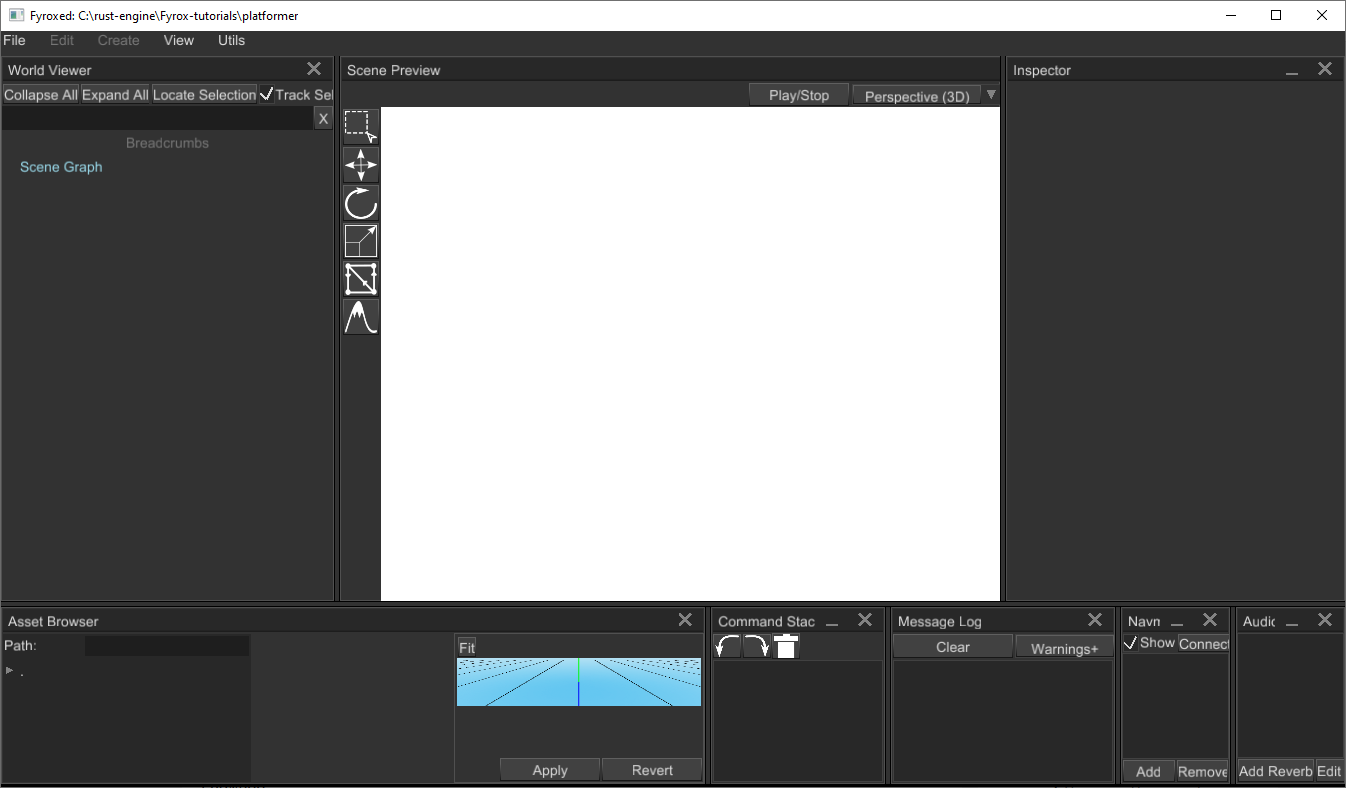 Fyroxed: C:\rust-engine\Fyrox-tutorials\platformer
File Edit Create View Utils
World Viewer
Collapse All Expand All Locate Selection Track Sel
X
Breadcrumbs
Scene Graph
Scene Preview
Play/Stop Perspective (3D)
Inspector
Asset Browser
Path:
.
Fit
Apply Revert
Command Stac
Message Log
Clear Warnings+
Navn
Show Connect
Add Remove
Audic
Add Reverb Edit